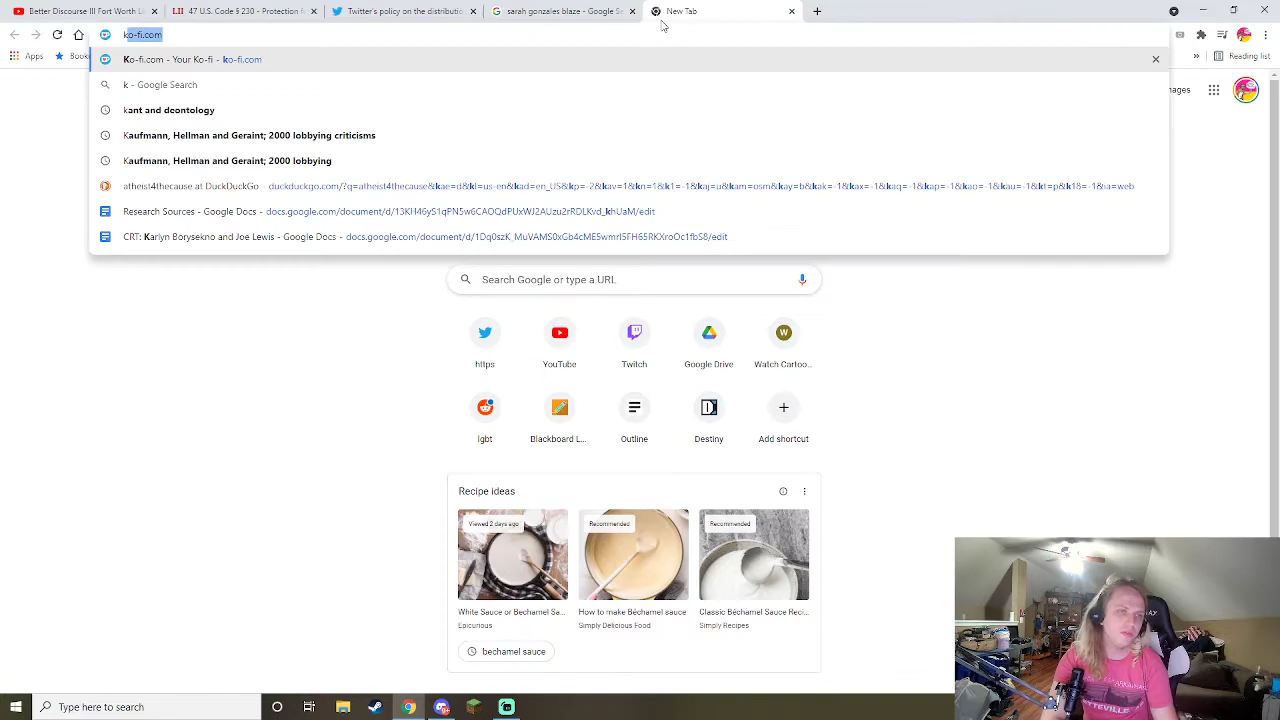 Better Discourse III Fort Worth L
47 U.S. Code § 230 - Protection f
Twitter's policy on the distributio
sarah gonzales blaze - Google Se
New Tab
ko-fi.com
Apps
Book
Reading list
Ko-fi.com - Your Ko-fi - ko-fi.com
k - Google Search
kant and deontology
Kaufmann, Hellman and Geraint; 2000 lobbying criticisms
Kaufmann, Hellman and Geraint; 2000 lobbying
Research Sources - Google Docs -
CRT: Karlyn Borysekno and Joe Lewis - Google Docs -
ages
Search Google or type a URL
https
YouTube
Twitch
Google Drive
W
Watch Cartoo...
lgbt
Blackboard L...
Outline
Destiny
Add shortcut
Recipe ideas
Viewed 2 days ago
Recommended
Recommended
White Sauce or Bechamel Sa...
How to make Béchamel sauce
Classic Béchamel Sauce Reci...
Epicurious
Simply Delicious Food
Simply Recipes
bechamel sauce
Type here to search